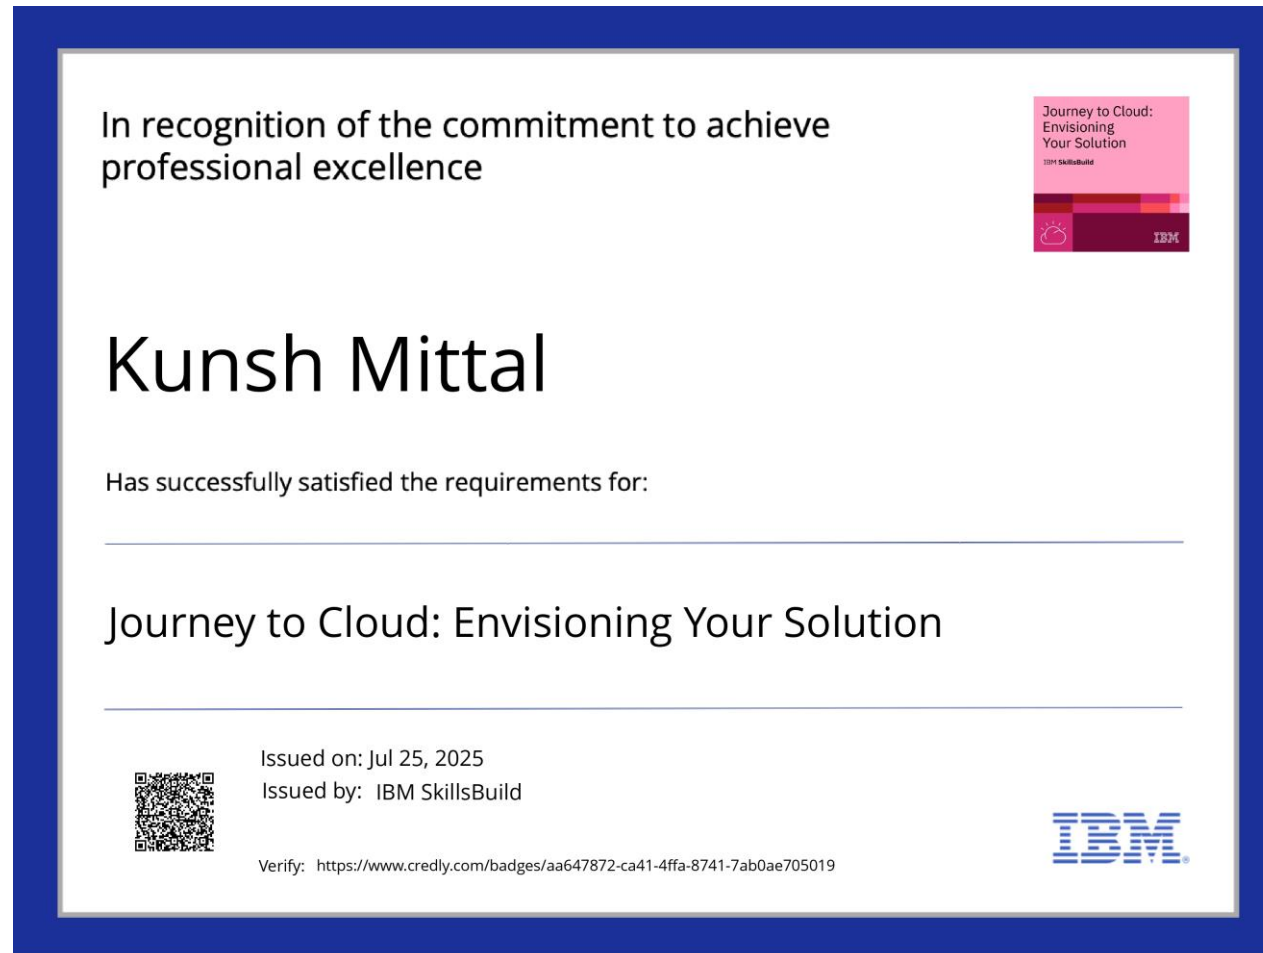 In recognition of the commitment to achieve
professional excellence
Journey to Cloud:
Envisioning
Your Solution
IBM SkillsBuild
IBM
Kunsh Mittal
Has successfully satisfied the requirements for:
Journey to Cloud: Envisioning Your Solution
Issued on: Jul 25, 2025
Issued by: IBM SkillsBuild
Verify: https://www.credly.com/badges/aa647872-ca41-4ffa-8741-7ab0ae705019
IBM®